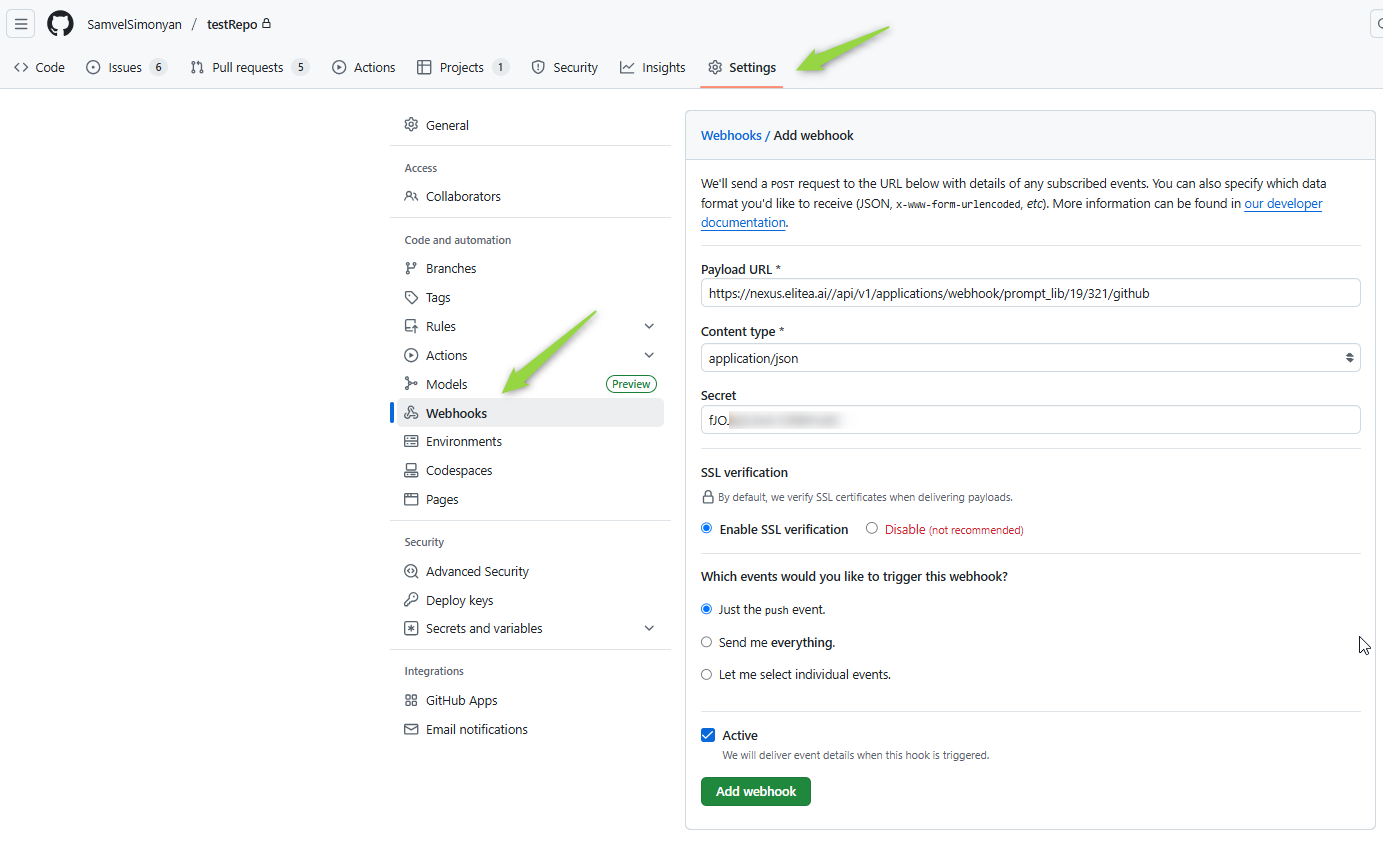 SamvelSimonyan / testRepo
Code Issues 6 Pull requests 5 Actions Projects 1 Security Insights Settings
General
Access
Collaborators
Code and automation
Branches
Tags
Rules
Actions
Models Preview
Webhooks
Environments
Codespaces
Pages
Security
Advanced Security
Deploy keys
Secrets and variables
Integrations
GitHub Apps
Email notifications
Webhooks / Add webhook
We'll send a POST request to the URL below with details of any subscribed events. You can also specify which data
format you'd like to receive (JSON, x-www-form-urlencoded, etc). More information can be found in our developer
documentation.
Payload URL *
https://nexus.elitea.ai//api/v1/applications/webhook/prompt_lib/19/321/github
Content type *
application/json
Secret
SSL verification
By default, we verify SSL certificates when delivering payloads.
Enable SSL verification Disable (not recommended)
Which events would you like to trigger this webhook?
Just the push event.
Send me everything.
Let me select individual events.
Active
We will deliver event details when this hook is triggered.
Add webhook